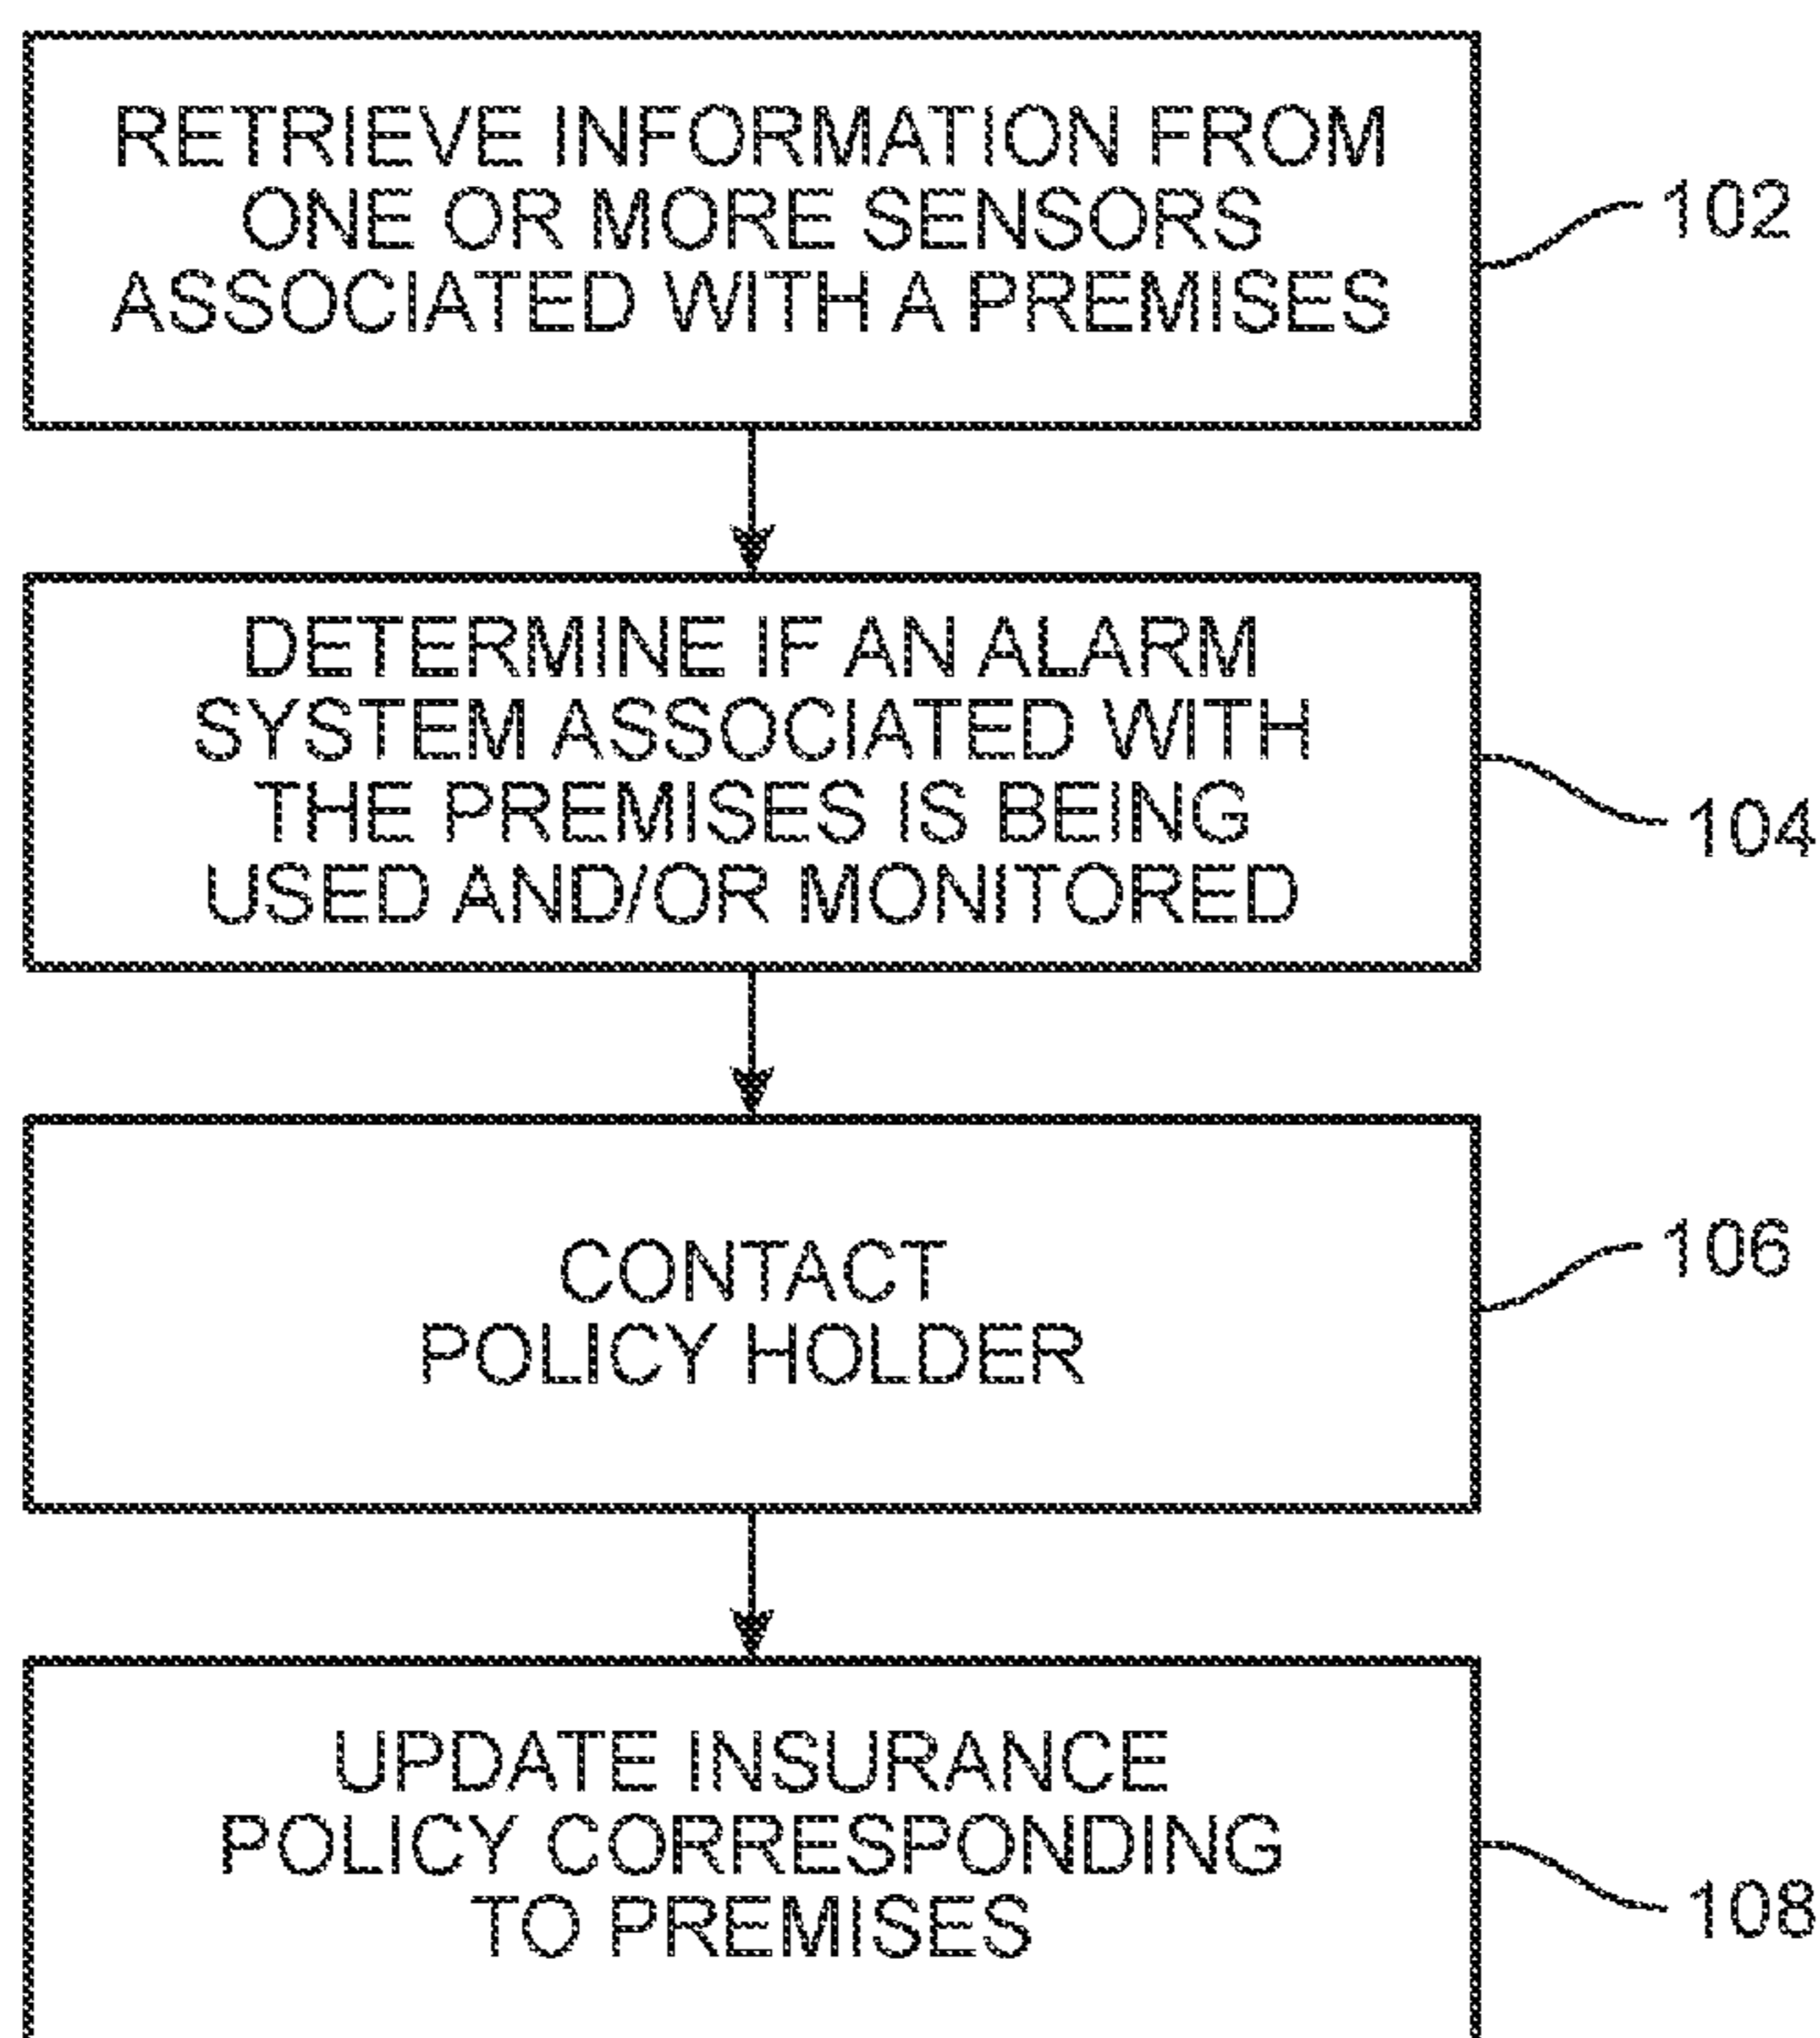 RETRIEVE INFORMATION FROM
ONE OR MORE SENSORS
ASSOCIATED WITH A PREMISES
102
DETERMINE IF AN ALARM
SYSTEM ASSOCIATED WITH
THE PREMISES IS BEING
USED AND/OR MONITORED
104
CONTACT
POLICY HOLDER
106
UPDATE INSURANCE
POLICY CORRESPONDING
TO PREMISES
108